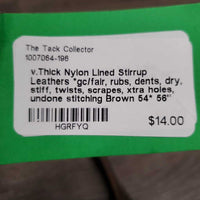 The Tack Collector
1007064-196
v.Thick Nylon Lined Stirrup
Leathers *gc/fair, rubs, dents, dry,
stiff, twists, scrapes, xtra holes,
undone stitching Brown 54* 56"
$14.00
HGRFYQ